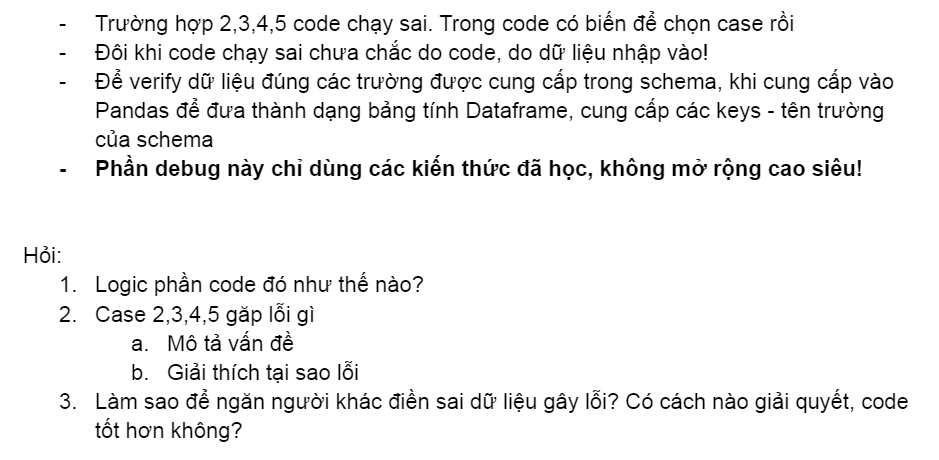 - Trường hợp 2,3,4,5 code chạy sai. Trong code có biến để chọn case rồi
- Đôi khi code chạy sai chưa chắc do code, do dữ liệu nhập vào!
- Để verify dữ liệu đúng các trường được cung cấp trong schema, khi cung cấp vào
Pandas để đưa thành dạng bảng tính Dataframe, cung cấp các keys - tên trường
của schema
- Phần debug này chỉ dùng các kiến thức đã học, không mở rộng cao siêu!
Hỏi:
1. Logic phần code đó như thế nào?
2. Case 2,3,4,5 gặp lỗi gì
a. Mô tả vấn đề
b. Giải thích tại sao lỗi
3. Làm sao để ngăn người khác điền sai dữ liệu gây lỗi? Có cách nào giải quyết, code
tốt hơn không?